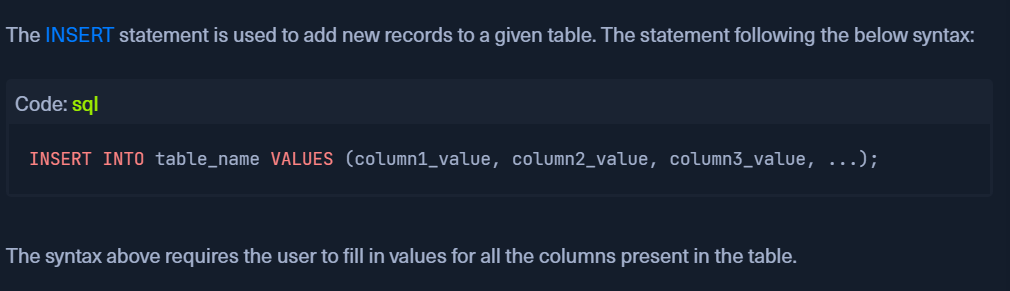 The INSERT statement is used to add new records to a given table. The statement following the below syntax:
Code: sql
INSERT INTO table_name VALUES (column1_value, column2_value, column3_value, ...);
The syntax above requires the user to fill in values for all the columns present in the table.